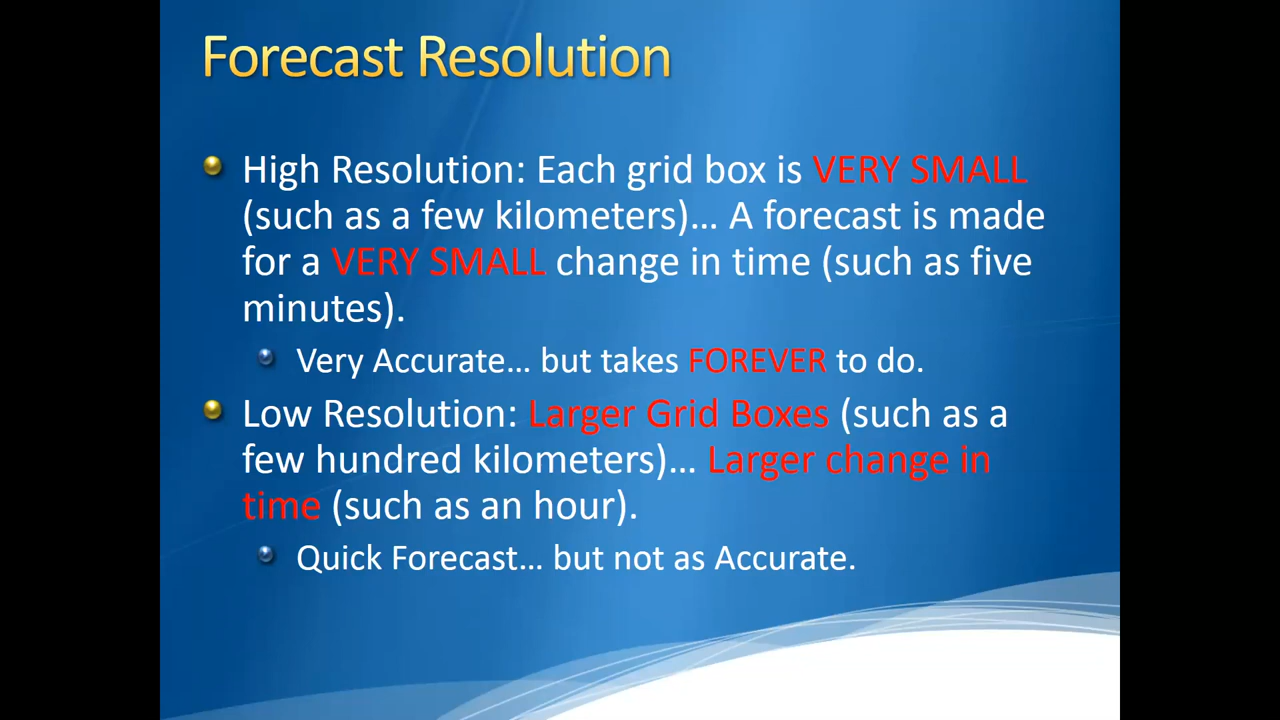 Forecast Resolution
High Resolution: Each grid box is VERY SMALL
(such as a few kilometers)... A forecast is made
for a VERY SMALL change in time (such as five
minutes).
Very Accurate... but takes FOREVER to do.
Low Resolution: Larger Grid Boxes (such as a
few hundred kilometers)... Larger change in
time (such as an hour).
Quick Forecast... but not as Accurate.